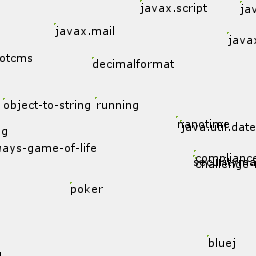 javax.script
jav
javax.mail
javax
otcms
decimalformat
object-to-string
running
nanotime
java.util.date
g
ays-game-of-life
compliance
poker
bluej